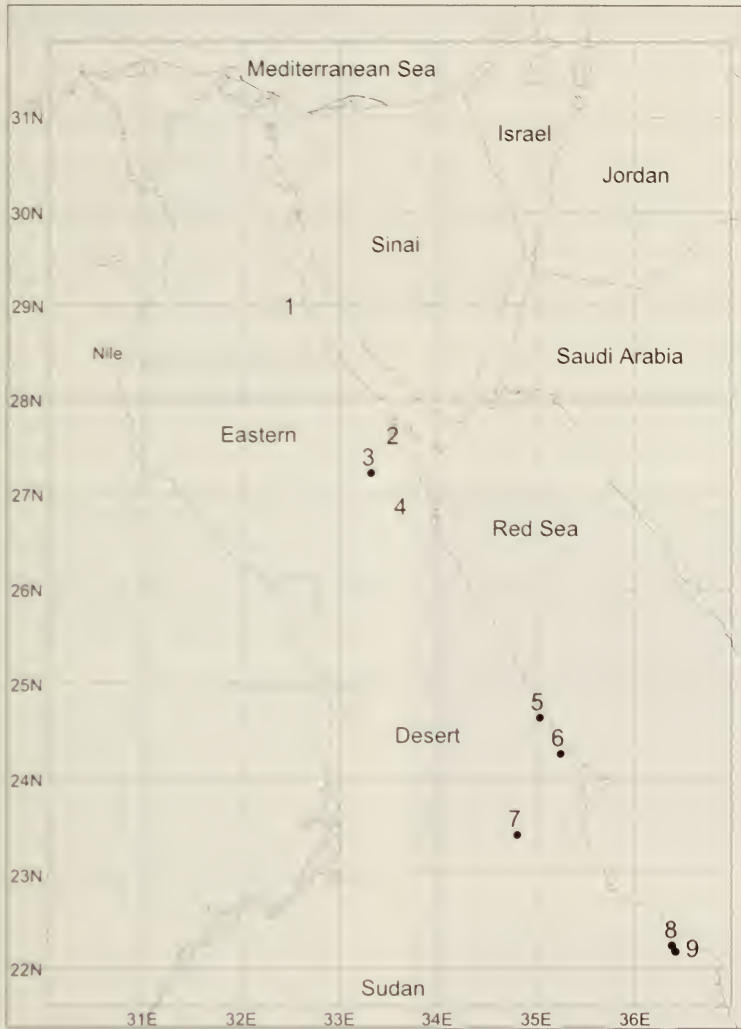 Mediterranean Sea
31N
Israel
Jordan
30N
Sinai
29N
1
Nile
Saudi Arabia
28N
Eastern
2
3
27N
4
Red Sea
26N
25N
5
Desert
6
24N
7
23N
8
9
22N
Sudan
31E
32E
33E
34E
35E
36E